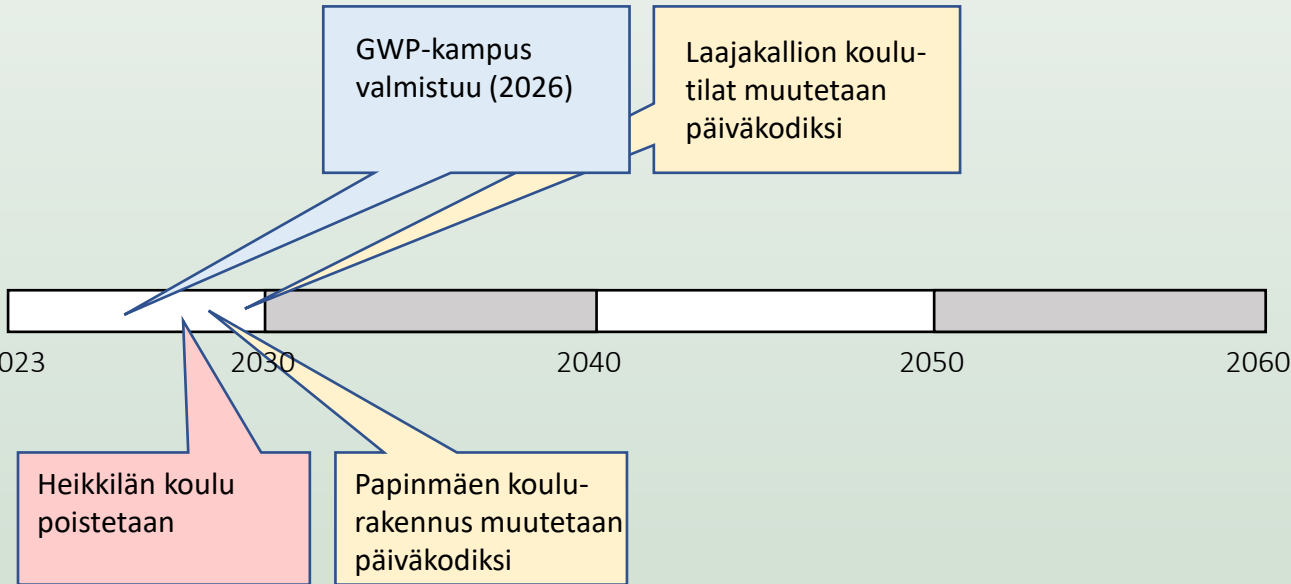 GWP-kampus
valmistuu (2026)
Laajakallion koulu-
tilat muutetaan
päiväkodiksi
023
2030
2040
2050
2060
Heikkilän koulu
poistetaan
Papinmäen koulu-
rakennus muutetaan
päiväkodiksi